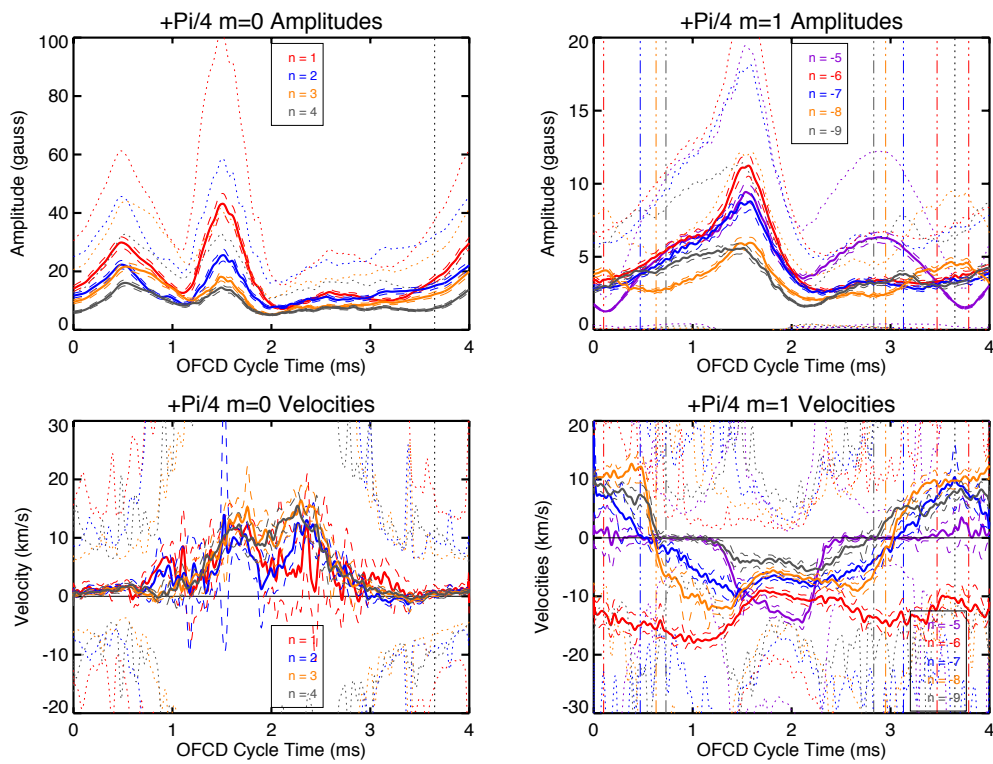 +Pi/4 m=0 Amplitudes
Amplitude (gauss)
100
80
60
40
20
0
n = 1
n = 2
n = 3
n = 4
0 1 2 3 4
OFCD Cycle Time (ms)
+Pi/4 m=1 Amplitudes
Amplitude (gauss)
20
15
10
5
0
n = -5
n = -6
n = -7
n = -8
n = -9
0 1 2 3 4
OFCD Cycle Time (ms)
+Pi/4 m=0 Velocities
Velocity (km/s)
30
20
10
0
-10
-20
n = 1
n = 2
n = 3
n = 4
0 1 2 3 4
OFCD Cycle Time (ms)
+Pi/4 m=1 Velocities
Velocities (km/s)
20
10
0
-10
-20
-30
n = -5
n = -6
n = -7
n = -8
n = -9
0 1 2 3 4
OFCD Cycle Time (ms)